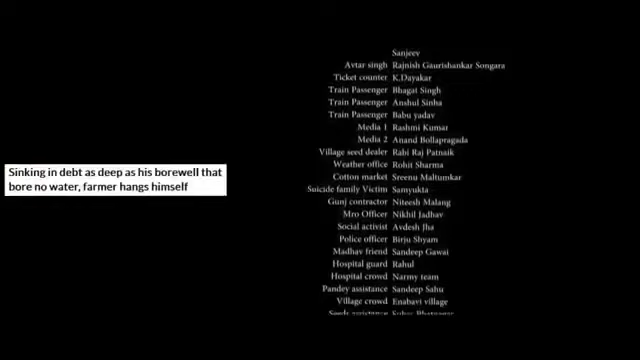 Sinking in debt as deep as his borewell that
bore no water, farmer hangs himself
Sanjeev
Avtar singh Rajnish Gaurishankar Songara
Ticket counter K.Dayakar
Train Passenger Bhagat Singh
Train Passenger Anshul Sinha
Train Passenger Babu yadav
Media 1 Rashmi Kumar
Media 2 Anand Bollapragada
Village seed dealer Rahi Raj Patnaik
Weather office Rohit Sharma
Cotton market Sreenu Maltumkar
Suicide family Victim Samyukta
Gunj contractor Niteesh Malang
Mro Officer Nikhil Jadhav
Social activist Avdesh Jha
Police officer Birju Shyam
Madhav friend Sandeep Gawai
Hospital guard Rahul
Hospital crowd Narmy team
Pandey assistance Sandeep Sahu
Village crowd Enabavi village